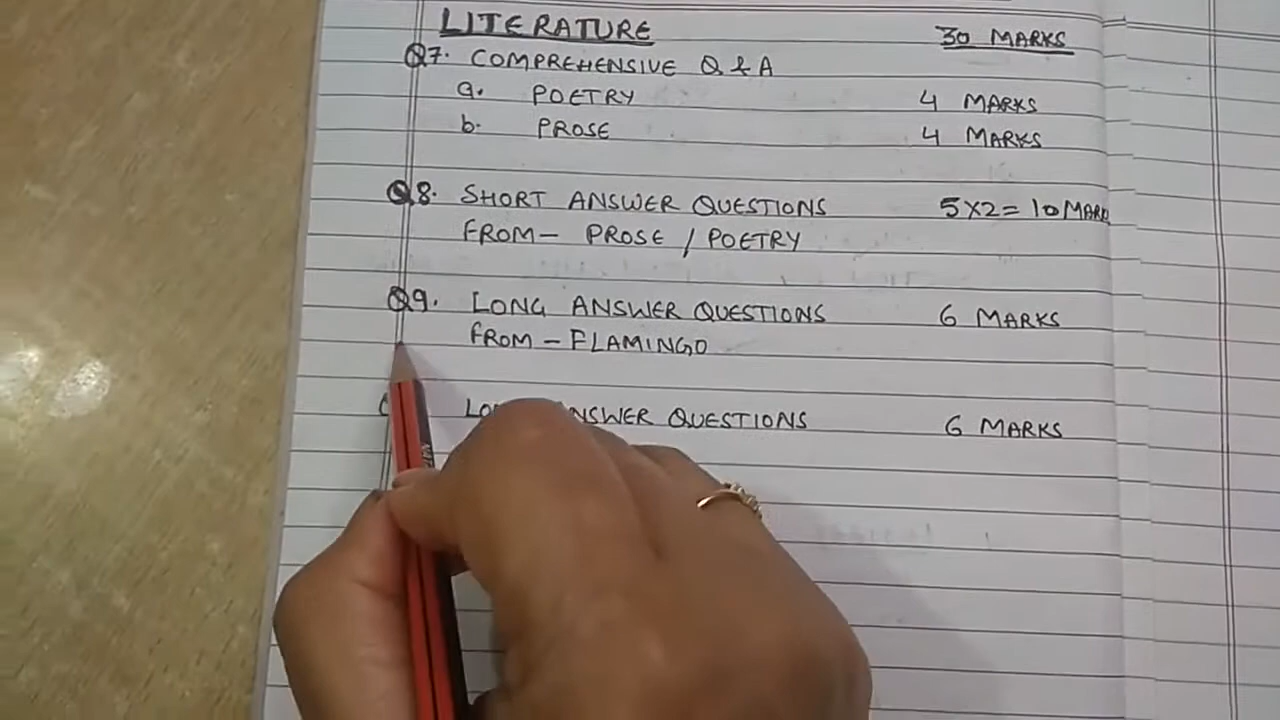 LITERATURE 30 MARKS
Q7. COMPREHENSIVE Q & A
a. POETRY 4 MARKS
b. PROSE 4 MARKS
Q8. SHORT ANSWER QUESTIONS 5X2=10 MARK
FROM - PROSE / POETRY
Q9. LONG ANSWER QUESTIONS 6 MARKS
FROM - FLAMINGO
ANSWER QUESTIONS 6 MARKS